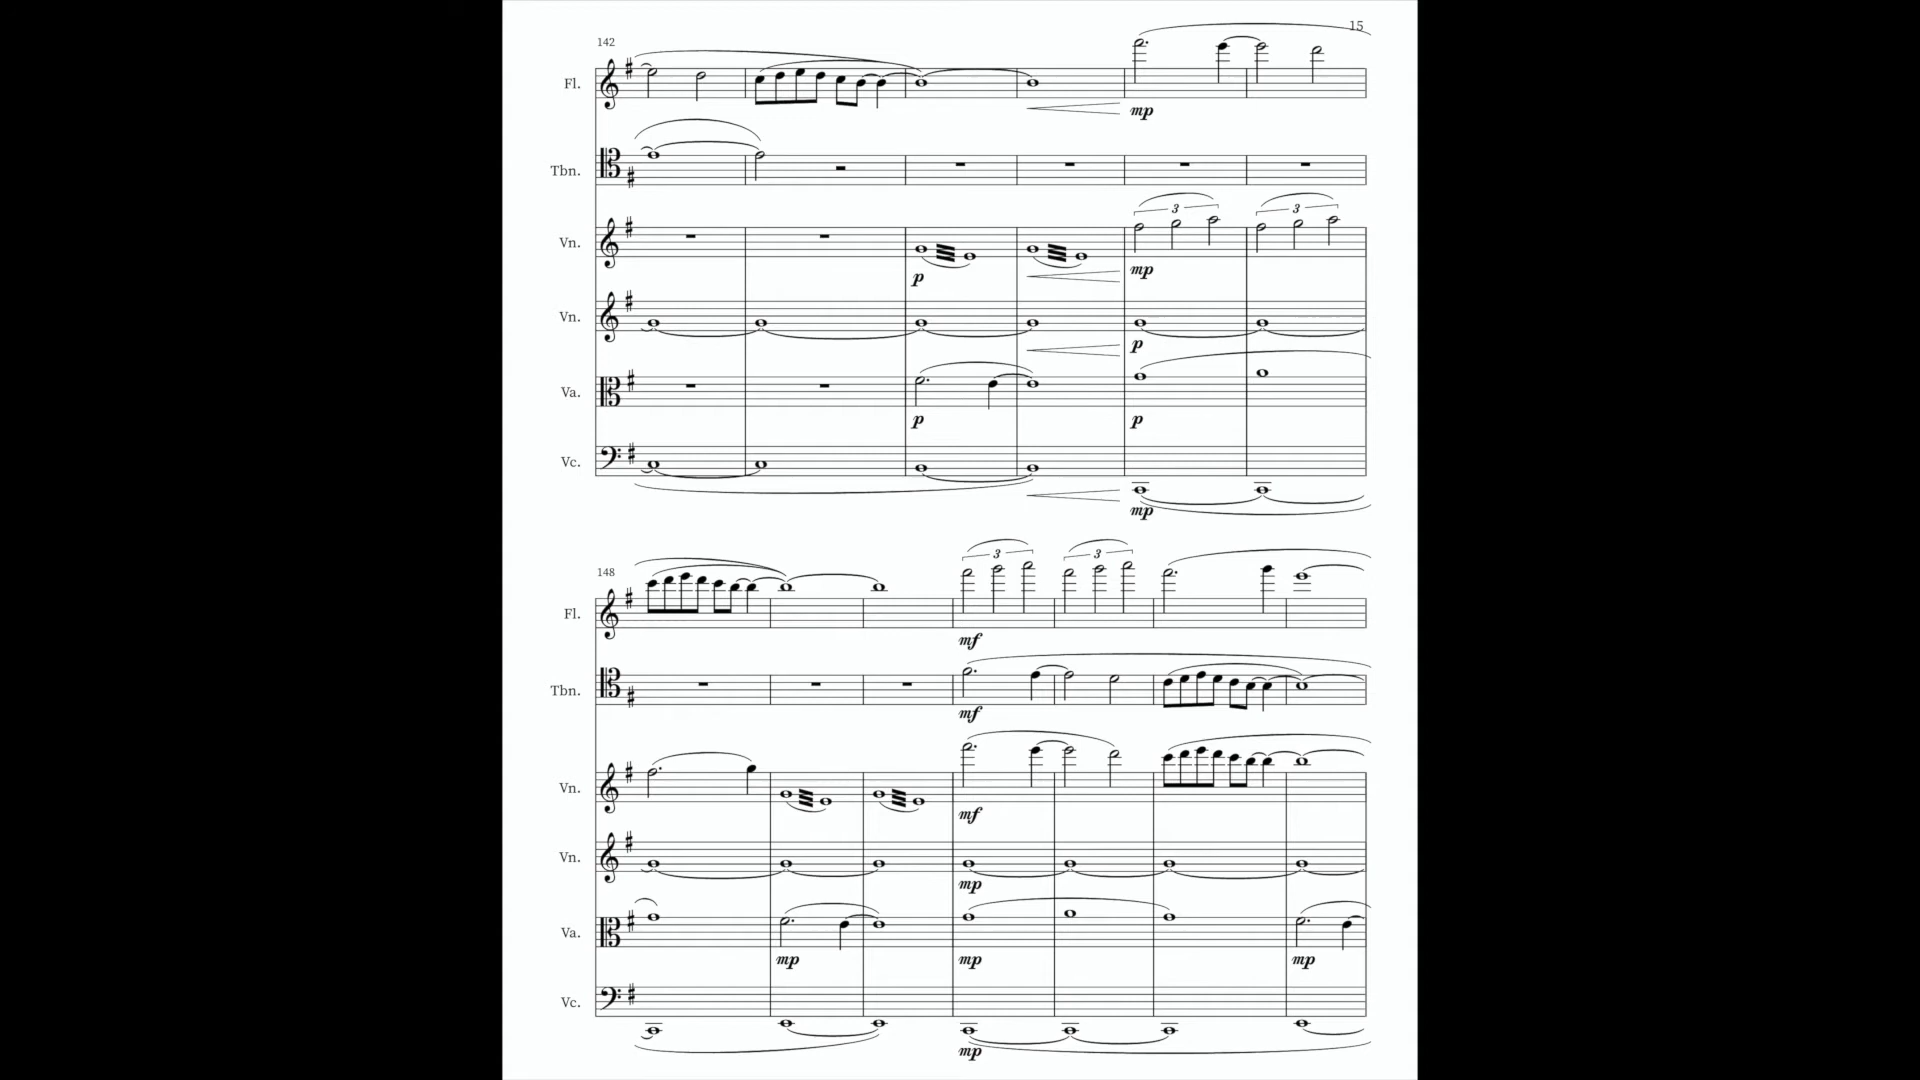 15
142
Fl.
mp
Tbn.
3 3
Vn.
p mp
Vn.
p
Va.
p p
Vc.
mp
3 3
148
Fl.
mf
Tbn.
mf
Vn.
mf
Vn.
mp
Va.
mp mp mp
Vc.
mp